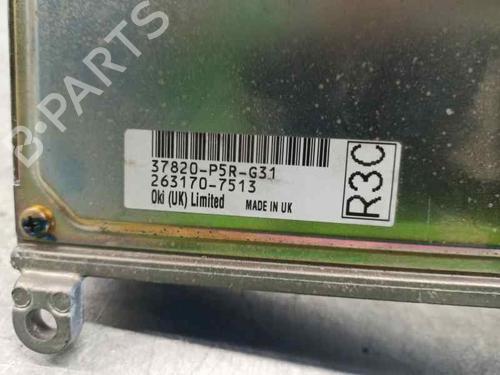 37820-P5R-G31
263170-7513
Oki (UK) Limited MADE IN UK
R3C
B-PARTS